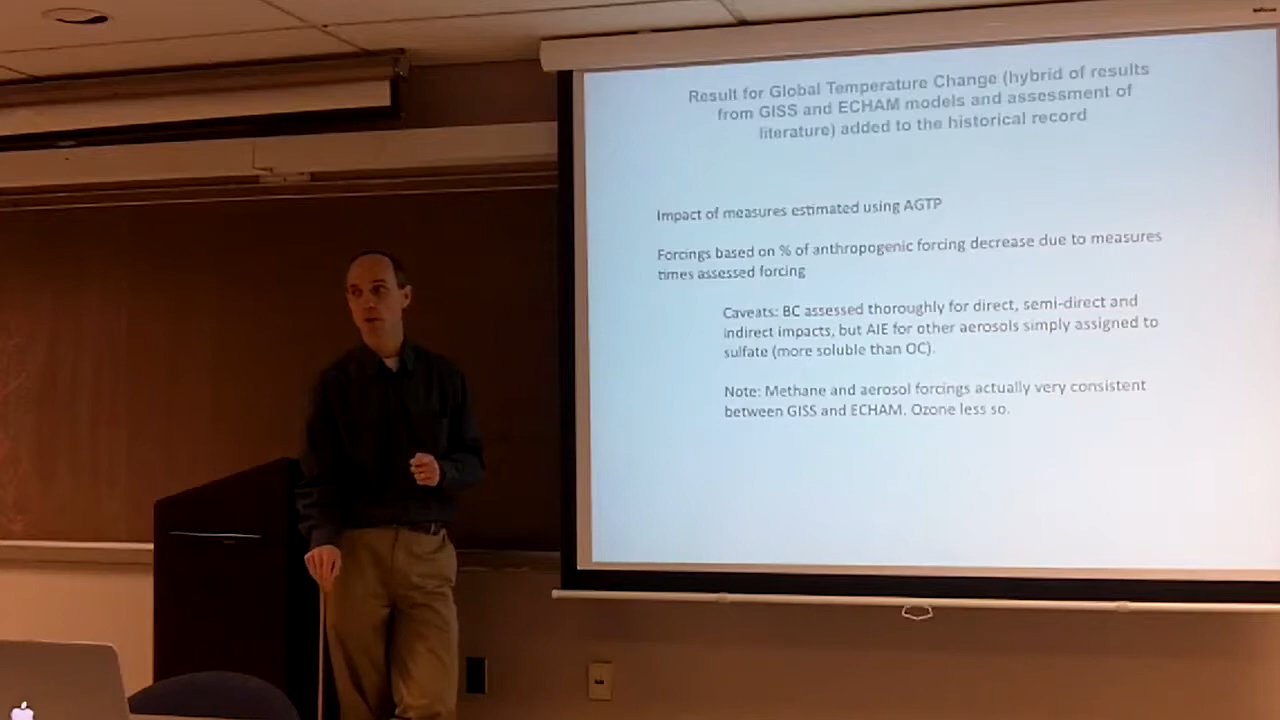 Result for Global Temperature Change (hybrid of results
from GISS and ECHAM models and assessment of
literature) added to the historical record
Impact of measures estimated using AGTP
Forcings based on % of anthropogenic forcing decrease due to measures
times assessed forcing
Caveats: BC assessed thoroughly for direct, semi-direct and
indirect impacts, but AIE for other aerosols simply assigned to
sulfate (more soluble than OC).
Note: Methane and aerosol forcings actually very consistent
between GISS and ECHAM. Ozone less so.